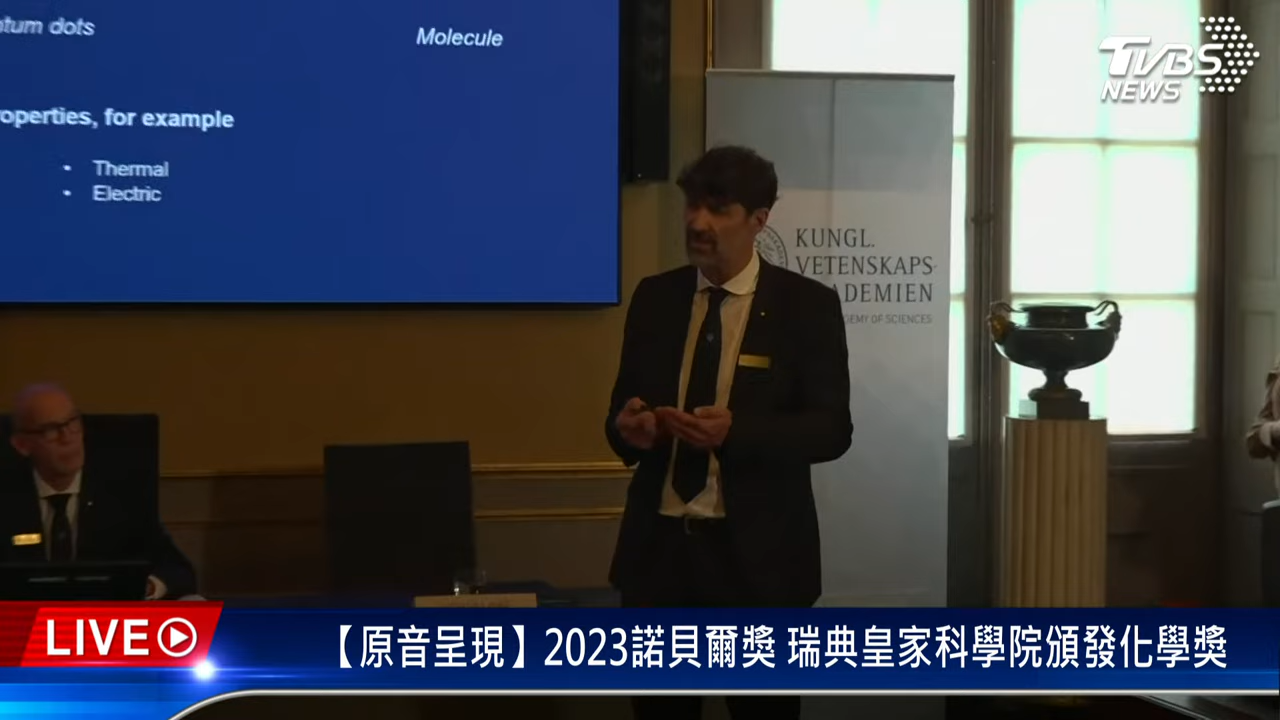 tum dots
Molecule
operties, for example
• Thermal
• Electric
TVBS
NEWS
KUNGL.
VETENSKAPS-
ADEMIEN
EMY OF SCIENCES
LIVE
【原音呈現】2023諾貝爾獎 瑞典皇家科學院頒發化學獎